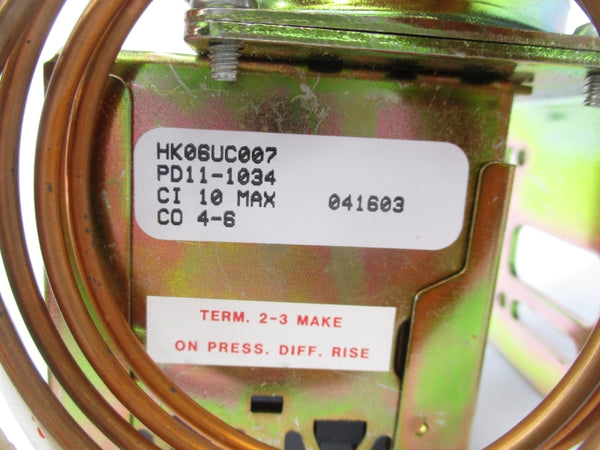 HK06UC007
PD11-1034
CI 10 MAX 041603
CO 4-6
TERM. 2-3 MAKE
ON PRESS. DIFF. RISE